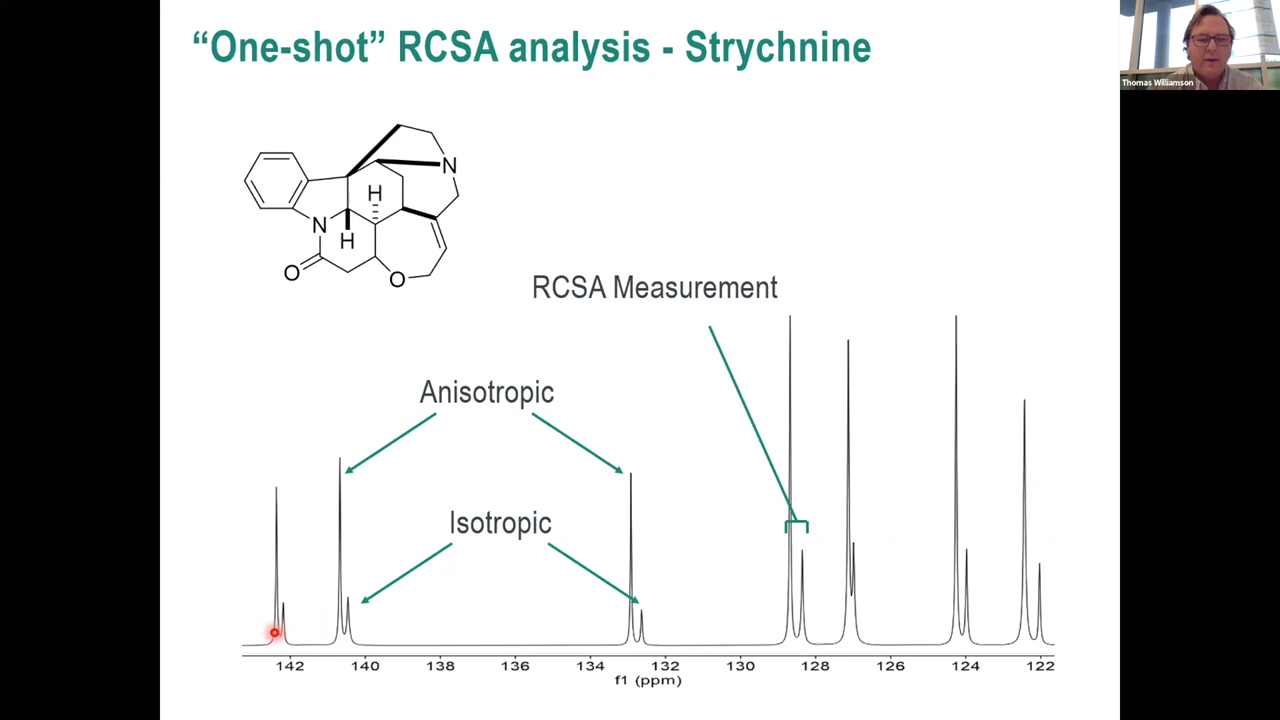 “One-shot” RCSA analysis - Strychnine
Thomas Williamson
N
H
N
H
O
O
RCSA Measurement
Anisotropic
Isotropic
142 140 138 136 134 132 130 128 126 124 122
f1 (ppm)